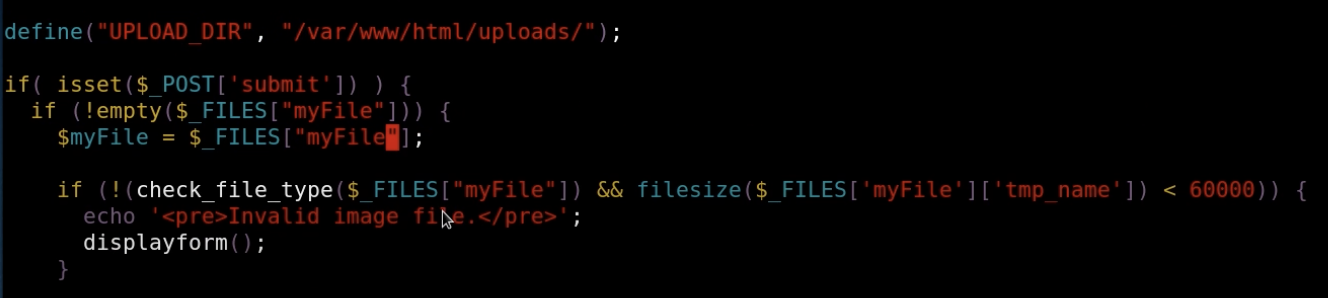 define("UPLOAD_DIR", "/var/www/html/uploads/");
if( isset($_POST['submit']) ) {
if (!empty($_FILES["myFile"])) {
$myFile = $_FILES["myFile"];
if (!(check_file_type($_FILES["myFile"]) && filesize($_FILES['myFile']['tmp_name']) < 60000)) {
echo '<pre>Invalid image file.</pre>';
displayform();
}